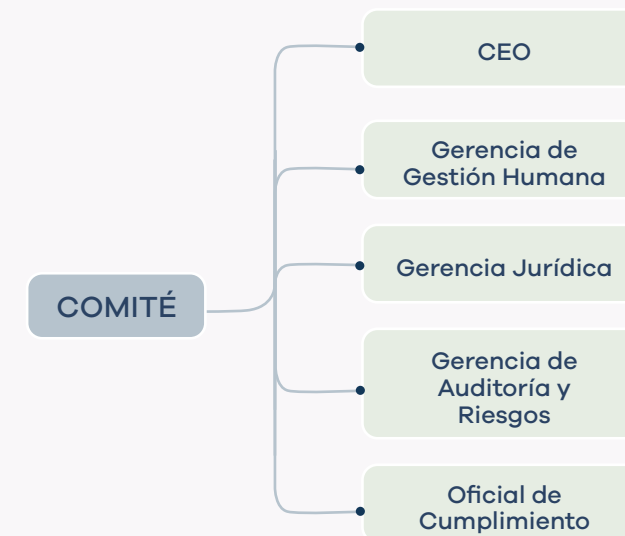 CEO
Gerencia de
Gestión Humana
Gerencia Jurídica
COMITÉ
Gerencia de
Auditoría y
Riesgos
Oficial de
Cumplimiento